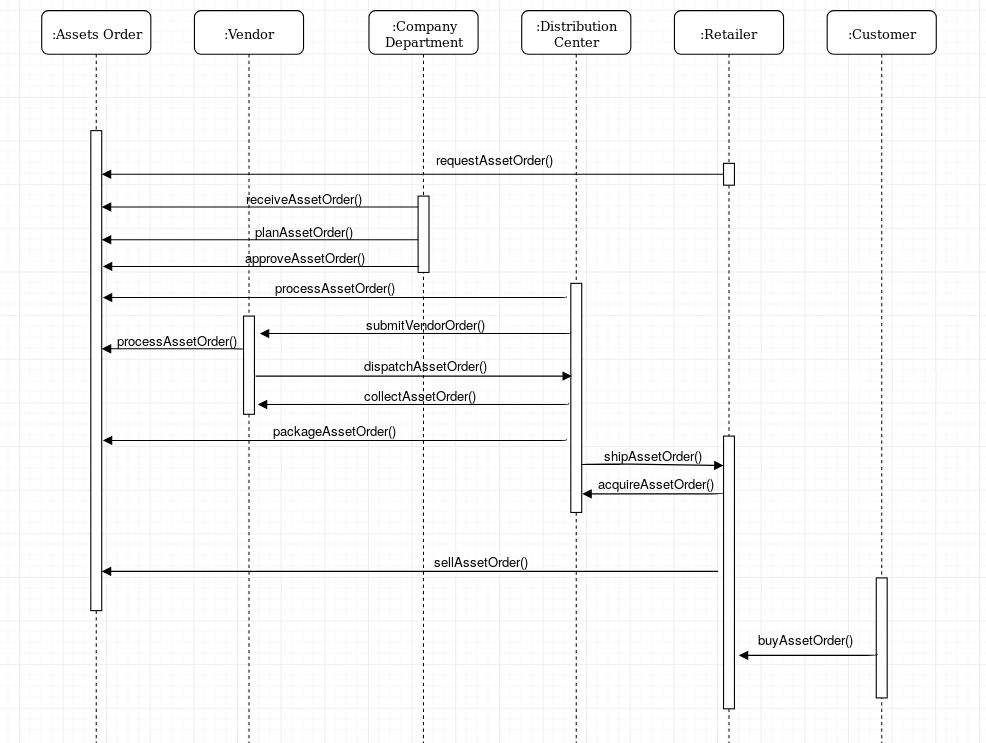 :Assets Order
:Vendor
:Company
Department
:Distribution
Center
:Retailer
:Customer
requestAssetOrder()
receiveAssetOrder()
planAssetOrder()
approveAssetOrder()
processAssetOrder()
submitVendorOrder()
processAssetOrder()
dispatchAssetOrder()
collectAssetOrder()
packageAssetOrder()
shipAssetOrder()
acquireAssetOrder()
sellAssetOrder()
buyAssetOrder()